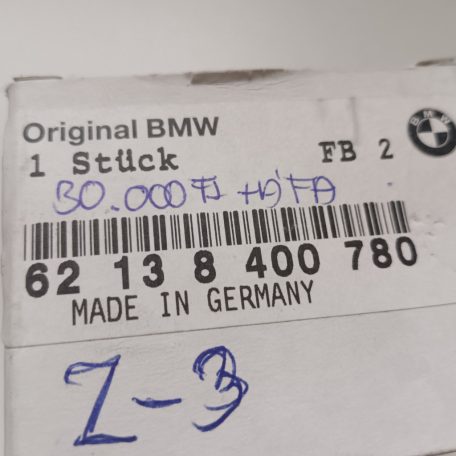 Original BMW
1 Stück FB 2
BMW
30.000 Ft +ÁFA
62 13 8 400 780
MADE IN GERMANY
Z-3